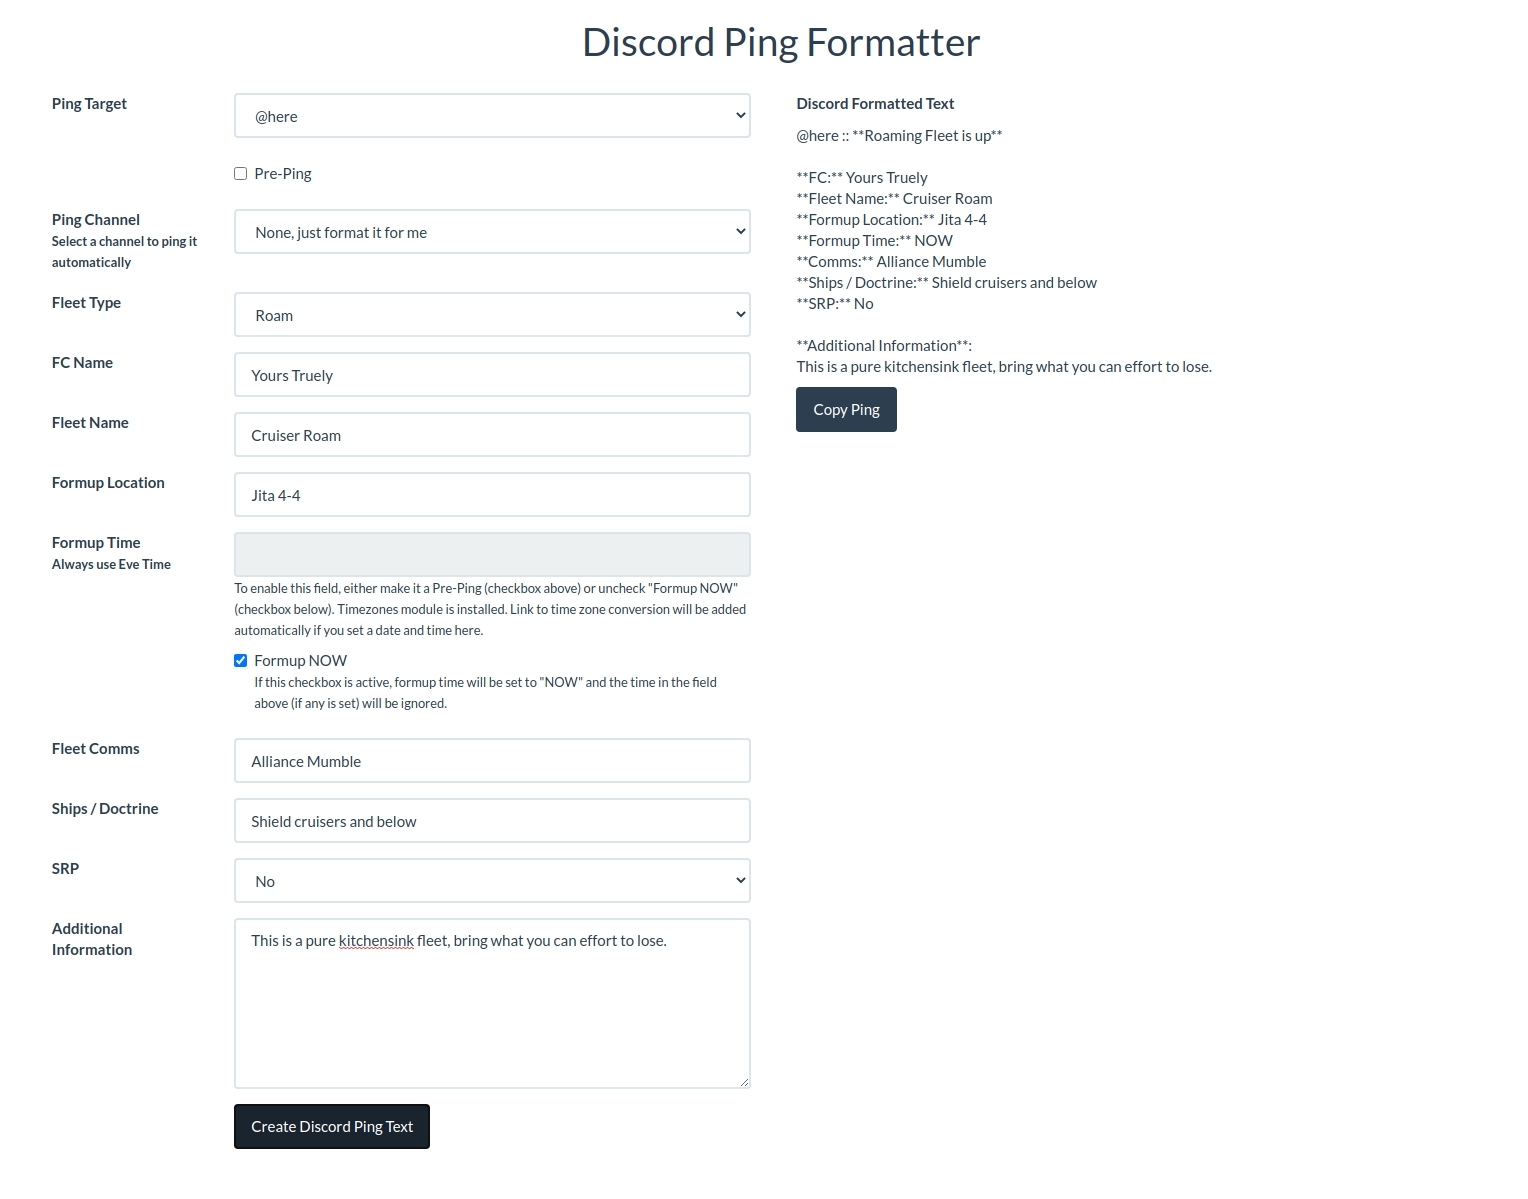 Discord Ping Formatter
Ping Target
@here
Pre-Ping
Ping Channel
Select a channel to ping it
automatically
None, just format it for me
Fleet Type
Roam
FC Name
Yours Truely
Fleet Name
Cruiser Roam
Formup Location
Jita 4-4
Formup Time
Always use Eve Time
To enable this field, either make it a Pre-Ping (checkbox above) or uncheck "Formup NOW"
(checkbox below). Timezones module is installed. Link to time zone conversion will be added
automatically if you set a date and time here.
Formup NOW
If this checkbox is active, formup time will be set to "NOW" and the time in the field
above (if any is set) will be ignored.
Fleet Comms
Alliance Mumble
Ships / Doctrine
Shield cruisers and below
SRP
No
Additional
Information
This is a pure kitchensink fleet, bring what you can effort to lose.
Create Discord Ping Text
Discord Formatted Text
@here :: **Roaming Fleet is up**
**FC:** Yours Truely
**Fleet Name:** Cruiser Roam
**Formup Location:** Jita 4-4
**Formup Time:** NOW
**Comms:** Alliance Mumble
**Ships / Doctrine:** Shield cruisers and below
**SRP:** No
**Additional Information**:
This is a pure kitchensink fleet, bring what you can effort to lose.
Copy Ping